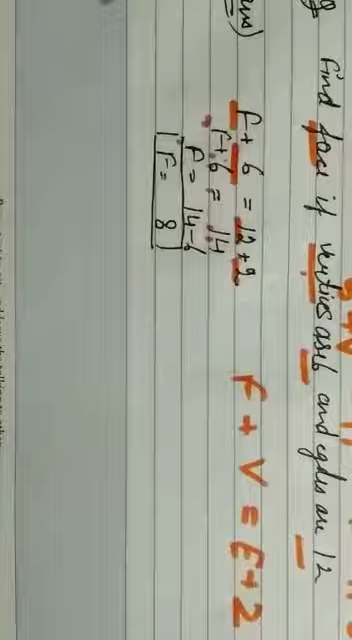 Q Find face if vertices are 6 and edges are 12
Ans)
F + 6 = 12 + 2
F + 6 = 14
F = 14 - 6
F = 8
F + V = E + 2